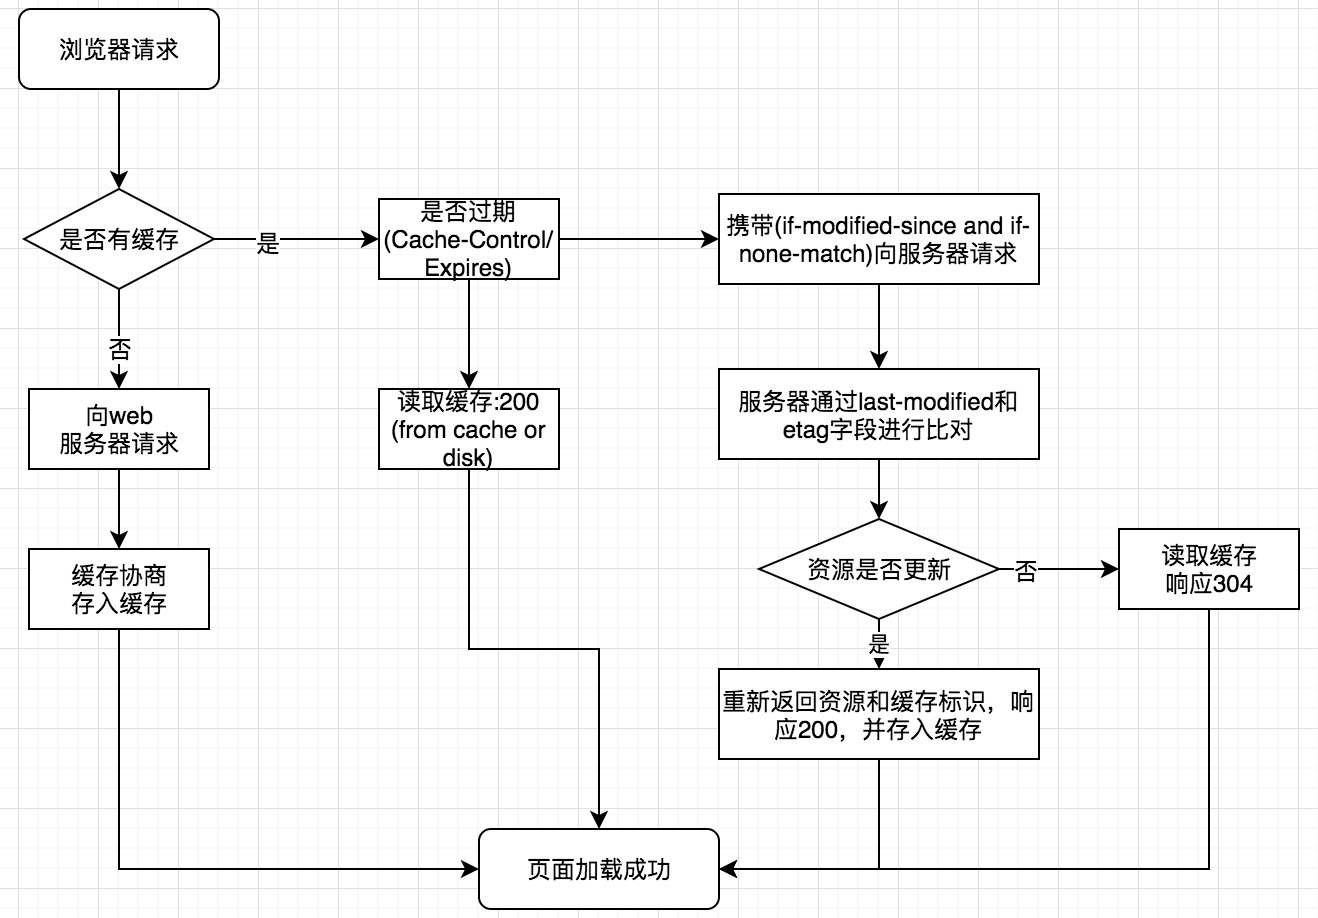 浏览器请求
是否有缓存
是
是否过期
(Cache-Control/
Expires)
携带(if-modified-since and if-
none-match)向服务器请求
否
向web
服务器请求
读取缓存:200
(from cache or
disk)
服务器通过last-modified和
etag字段进行比对
缓存协商
存入缓存
资源是否更新
否
读取缓存
响应304
是
重新返回资源和缓存标识，响
应200，并存入缓存
页面加载成功